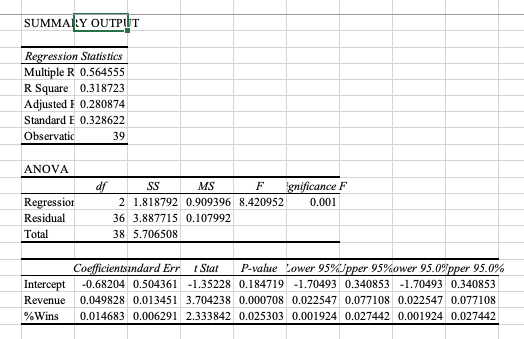 SUMMARY OUTPUT
Regression Statistics
Multiple R 0.564555
R Square 0.318723
Adjusted R 0.280874
Standard E 0.328622
Observatic 39
ANOVA
df SS MS F gnificance F
Regression 2 1.818792 0.909396 8.420952 0.001
Residual 36 3.887715 0.107992
Total 38 5.706508
Coefficients andard Err t Stat P-value Lower 95% Upper 95% ower 95.0% pper 95.0%
Intercept -0.68204 0.504361 -1.35228 0.184719 -1.70493 0.340853 -1.70493 0.340853
Revenue 0.049828 0.013451 3.704238 0.000708 0.022547 0.077108 0.022547 0.077108
%Wins 0.014683 0.006291 2.333842 0.025303 0.001924 0.027442 0.001924 0.027442